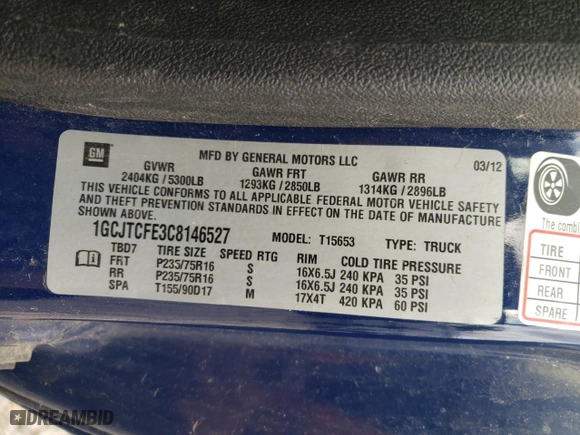 GM
MFD BY GENERAL MOTORS LLC
03/12
GVWR GAWR FRT GAWR RR
2404KG / 5300LB 1293KG / 2850LB 1314KG / 2896LB
THIS VEHICLE CONFORMS TO ALL APPLICABLE FEDERAL MOTOR VEHICLE SAFETY
AND THEFT PREVENTION STANDARDS IN EFFECT ON THE DATE OF MANUFACTURE
SHOWN ABOVE.
1GCJTCFE3C8146527 MODEL: T15653 TYPE: TRUCK
TBD7 TIRE SIZE SPEED RTG RIM COLD TIRE PRESSURE
FRT P235/75R16 S 16X6.5J 240 KPA 35 PSI
RR P235/75R16 S 16X6.5J 240 KPA 35 PSI
SPA T155/90D17 M 17X4T 420 KPA 60 PSI
The combin
TIRE
FRONT
REAR
SPARE
DREAMBID